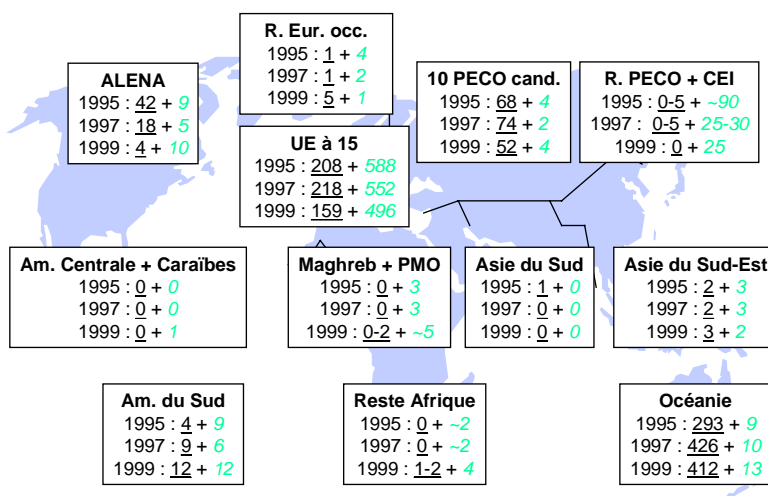 R. Eur. occ.
1995 : 1 + 4
1997 : 1 + 2
1999 : 5 + 1
ALENA
1995 : 42 + 9
1997 : 18 + 5
1999 : 4 + 10
10 PECO cand.
1995 : 68 + 4
1997 : 74 + 2
1999 : 52 + 4
R. PECO + CEI
1995 : 0-5 + ~90
1997 : 0-5 + 25-30
1999 : 0 + 25
UE à 15
1995 : 208 + 588
1997 : 218 + 552
1999 : 159 + 496
Am. Centrale + Caraïbes
1995 : 0 + 0
1997 : 0 + 0
1999 : 0 + 1
Maghreb + PMO
1995 : 0 + 3
1997 : 0 + 3
1999 : 0-2 + ~5
Asie du Sud
1995 : 1 + 0
1997 : 0 + 0
1999 : 0 + 0
Asie du Sud-Est
1995 : 2 + 3
1997 : 2 + 3
1999 : 3 + 2
Am. du Sud
1995 : 4 + 9
1997 : 9 + 6
1999 : 12 + 12
Reste Afrique
1995 : 0 + ~2
1997 : 0 + ~2
1999 : 1-2 + 4
Océanie
1995 : 293 + 9
1997 : 426 + 10
1999 : 412 + 13